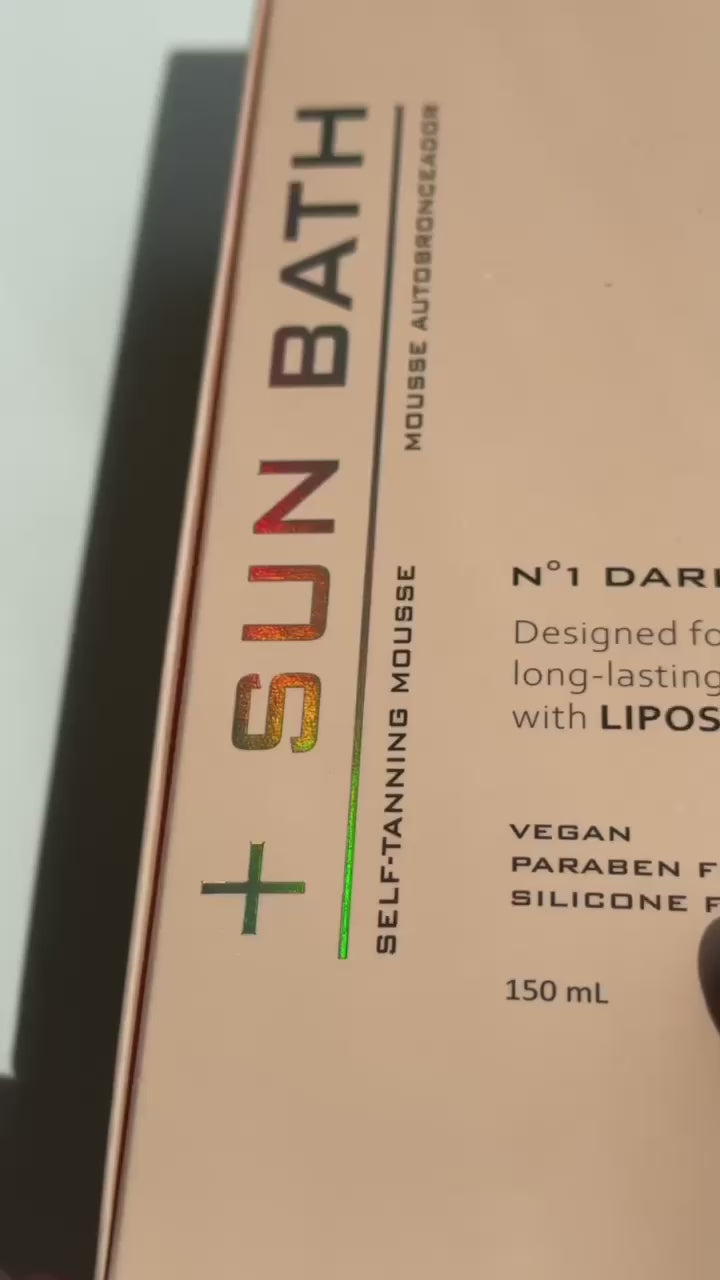 + SUN BATH
SELF-TANNING MOUSSE
MOUSSE AUTOBRONCEADOR
N°1
Designed
long-lasting
with
VEGAN
PARABEN
SILICONE
150 mL